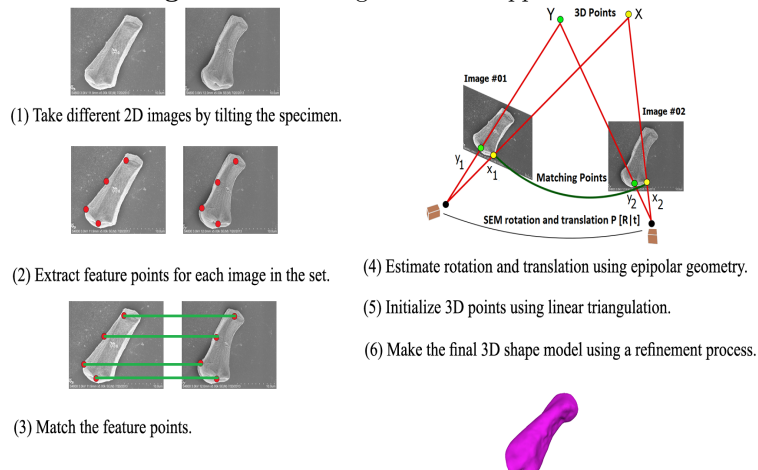 (1) Take different 2D images by tilting the specimen.
(2) Extract feature points for each image in the set.
(3) Match the feature points.
Y
3D Points
X
Image #01
Image #02
y1
x1
Matching Points
y2
x2
SEM rotation and translation P [R|t]
(4) Estimate rotation and translation using epipolar geometry.
(5) Initialize 3D points using linear triangulation.
(6) Make the final 3D shape model using a refinement process.